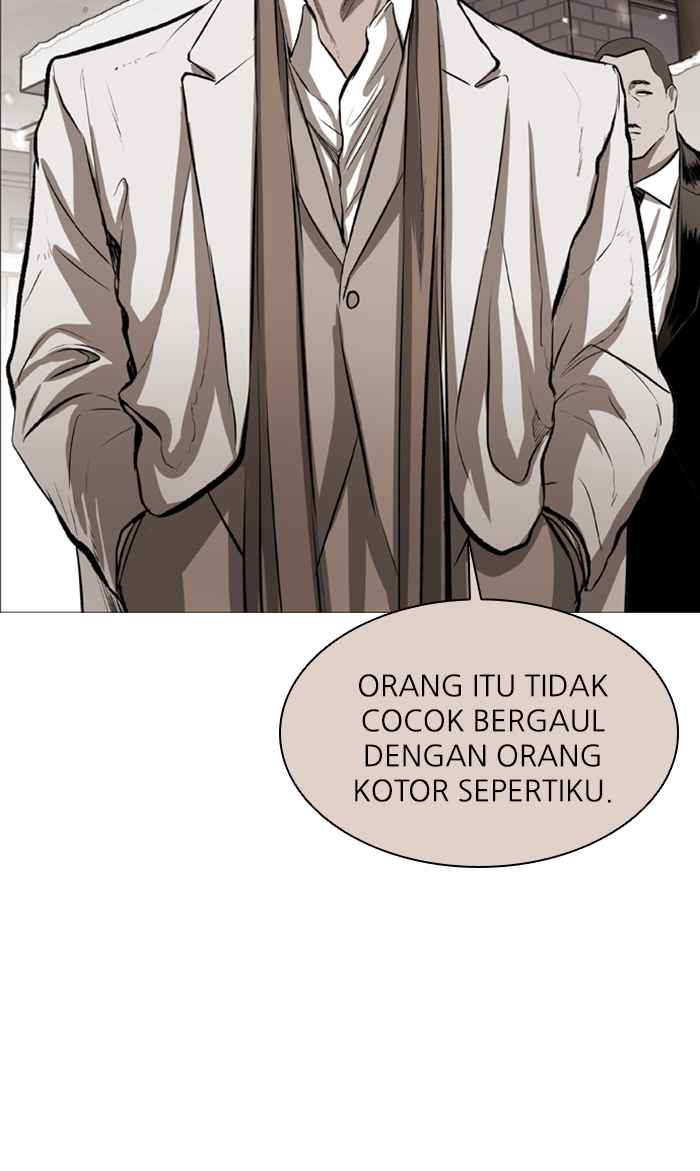 ORANG ITU TIDAK
COCOK BERGAUL
DENGAN ORANG
KOTOR SEPERTIKU.